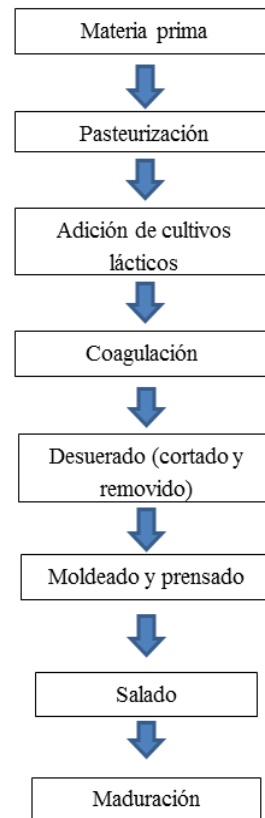 Materia prima
Pasteurización
Adición de cultivos
lácticos
Coagulación
Desuerado (cortado y
removido)
Moldeado y prensado
Salado
Maduración